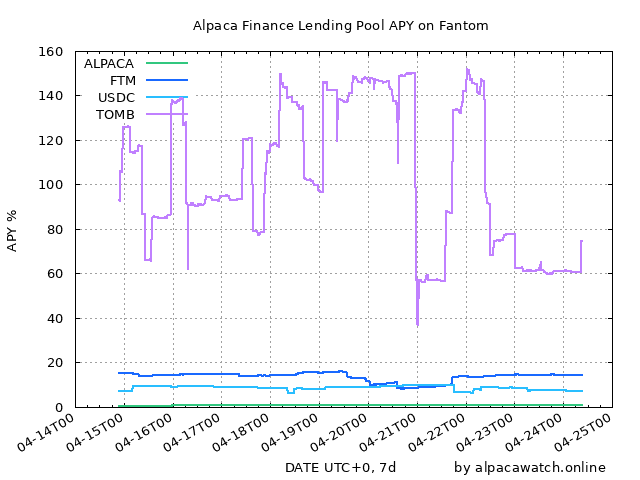 Alpaca Finance Lending Pool APY on Fantom
160
140
120
100
80
60
40
20
0
APY %
ALPACA
FTM
USDC
TOMB
04-14T00
04-15T00
04-16T00
04-17T00
04-18T00
04-19T00
04-20T00
04-21T00
04-22T00
04-23T00
04-24T00
04-25T00
DATE UTC+0, 7d
by alpacawatch.online